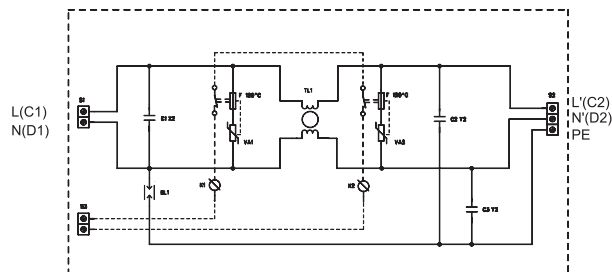 L(C1)
N(D1)
S1
C1 X2
F 130°C
VA1
TL1
F 130°C
VA2
C2 Y2
S2
L'(C2)
N'(D2)
PE
BL1
K1
K2
C3 Y2
S3